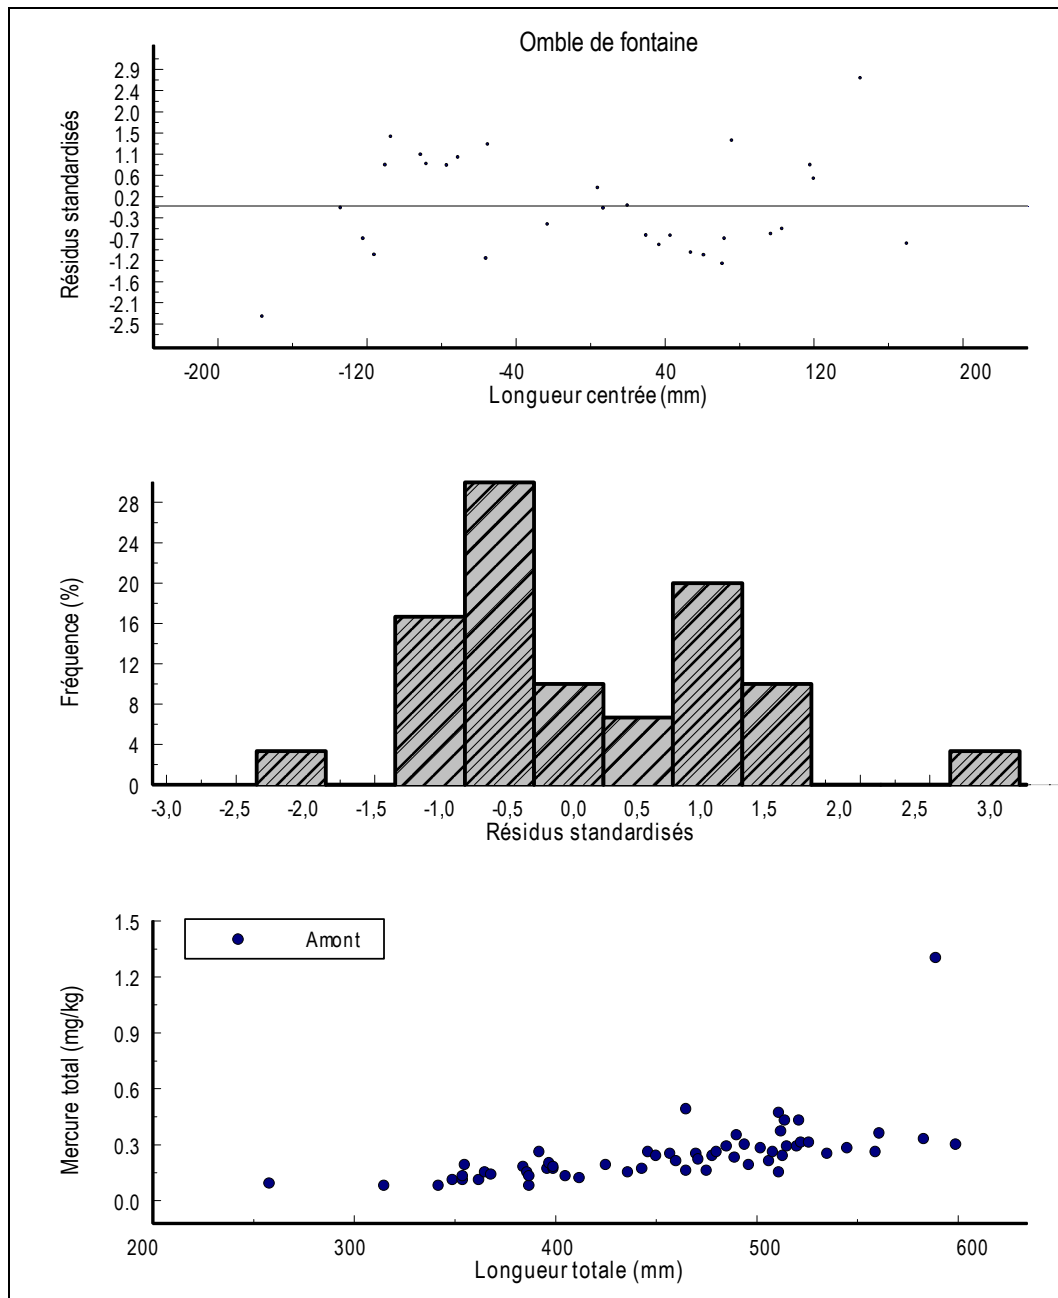 Omble de fontaine
Résidus standardisés
2.9
2.4
2.0
1.5
1.1
0.6
0.2
-0.3
-0.7
-1.2
-1.6
-2.1
-2.5
-200 -120 -40 40 120 200
Longueur centrée (mm)
Fréquence (%)
28
24
20
16
12
8
4
0
-3,0 -2,5 -2,0 -1,5 -1,0 -0,5 0,0 0,5 1,0 1,5 2,0 2,5 3,0
Résidus standardisés
Mercure total (mg/kg)
1.5
1.2
0.9
0.6
0.3
0.0
Amont
200 300 400 500 600
Longueur totale (mm)